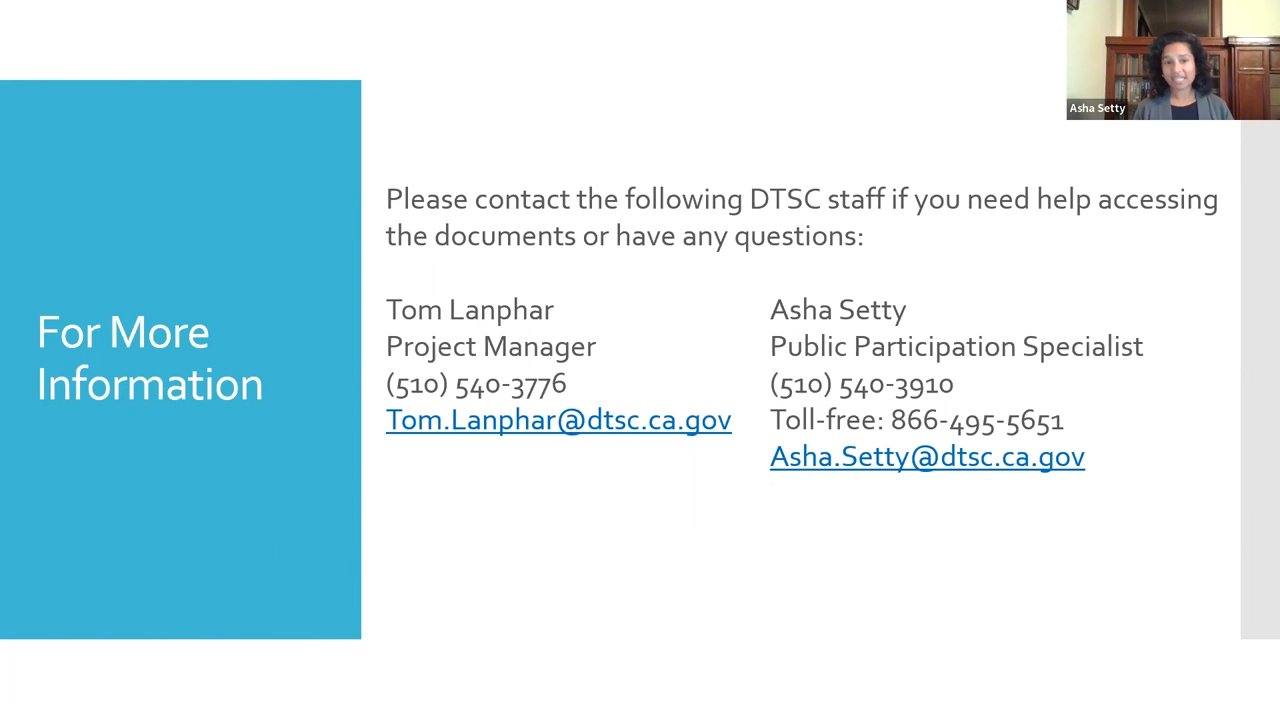 Asha Setty
For More
Information
Please contact the following DTSC staff if you need help accessing
the documents or have any questions:
Tom Lanphar
Project Manager
(510) 540-3776
Tom.Lanphar@dtsc.ca.gov
Asha Setty
Public Participation Specialist
(510) 540-3910
Toll-free: 866-495-5651
Asha.Setty@dtsc.ca.gov